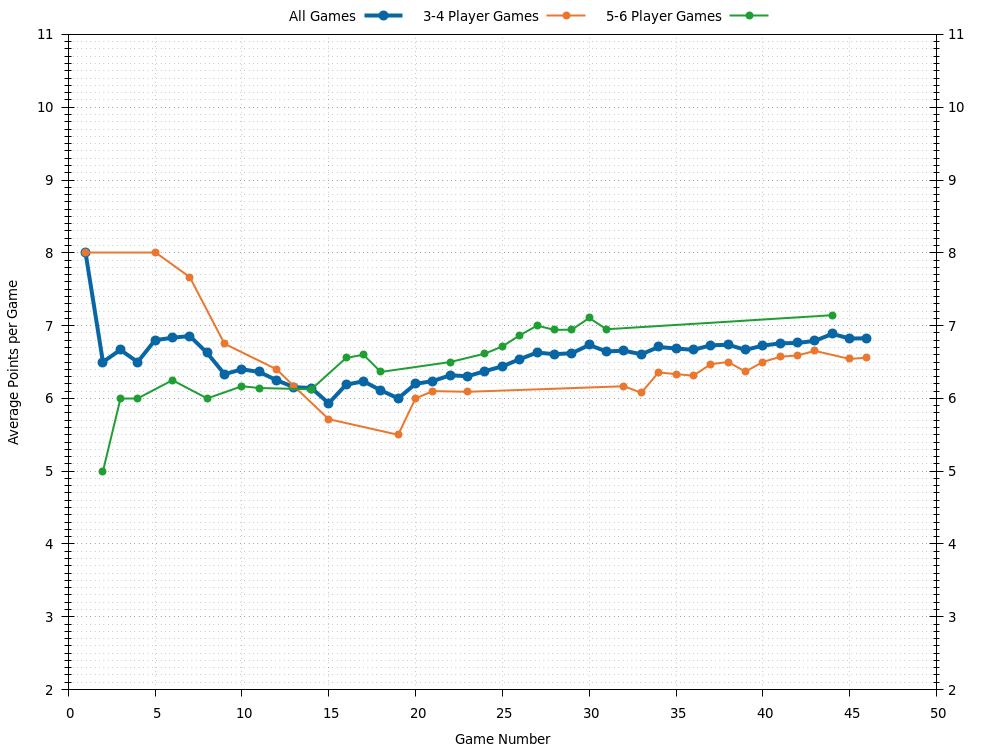 All Games 3-4 Player Games 5-6 Player Games
11 11
10 10
9 9
8 8
7 7
6 6
5 5
4 4
3 3
2 2
Average Points per Game
0 5 10 15 20 25 30 35 40 45 50
Game Number